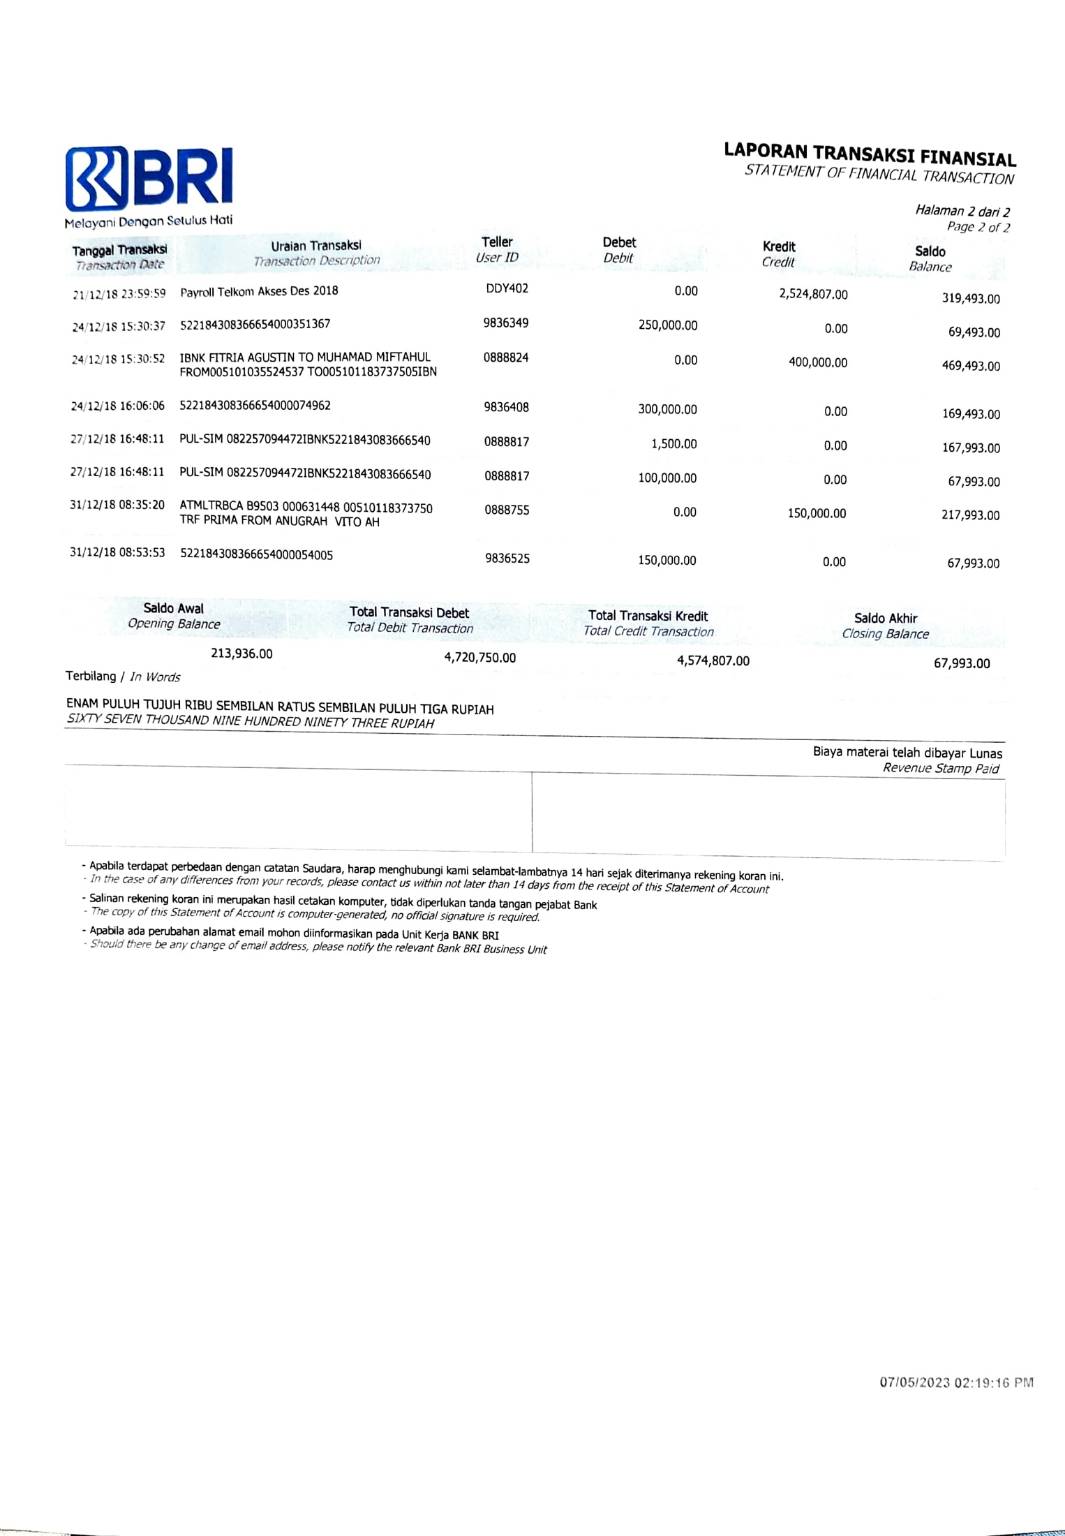 BRI
Melayani Dengan Setulus Hati
LAPORAN TRANSAKSI FINANSIAL
STATEMENT OF FINANCIAL TRANSACTION
Halaman 2 dari 2
Page 2 of 2
Tanggal Transaksi Uraian Transaksi Teller Debet Kredit Saldo
Transaction Date Transaction Description User ID Debit Credit Balance
21/12/18 23:59:59 Payroll Telkom Akses Des 2018 DDY402 0.00 2,524,807.00 319,493.00
24/12/18 15:30:37 522184308366654000351367 9836349 250,000.00 0.00 69,493.00
24/12/18 15:30:52 IBNK FITRIA AGUSTIN TO MUHAMAD MIFTAHUL 0888824 0.00 400,000.00 469,493.00
FROM005101035524537 TO005101183737505IBN
24/12/18 16:06:06 522184308366654000074962 9836408 300,000.00 0.00 169,493.00
27/12/18 16:48:11 PUL-SIM 082257094472IBNK5221843083666540 0888817 1,500.00 0.00 167,993.00
27/12/18 16:48:11 PUL-SIM 082257094472IBNK5221843083666540 0888817 100,000.00 0.00 67,993.00
31/12/18 08:35:20 ATMLTRBCA B9503 000631448 00510118373750 0888755 0.00 150,000.00 217,993.00
TRF PRIMA FROM ANUGRAH VITO AH
31/12/18 08:53:53 522184308366654000054005 9836525 150,000.00 0.00 67,993.00
Saldo Awal Total Transaksi Debet Total Transaksi Kredit Saldo Akhir
Opening Balance Total Debit Transaction Total Credit Transaction Closing Balance
213,936.00 4,720,750.00 4,574,807.00 67,993.00
Terbilang / In Words
ENAM PULUH TUJUH RIBU SEMBILAN RATUS SEMBILAN PULUH TIGA RUPIAH
SIXTY SEVEN THOUSAND NINE HUNDRED NINETY THREE RUPIAH
Biaya materai telah dibayar Lunas
Revenue Stamp Paid
- Apabila terdapat perbedaan dengan catatan Saudara, harap menghubungi kami selambat-lambatnya 14 hari sejak diterimanya rekening koran ini.
- In the case of any differences from your records, please contact us within not later than 14 days from the receipt of this Statement of Account
- Salinan rekening koran ini merupakan hasil cetakan komputer, tidak diperlukan tanda tangan pejabat Bank
- The copy of this Statement of Account is computer-generated, no official signature is required.
- Apabila ada perubahan alamat email mohon diinformasikan pada Unit Kerja BANK BRI
- Should there be any change of email address, please notify the relevant Bank BRI Business Unit
07/05/2023 02:19:16 PM